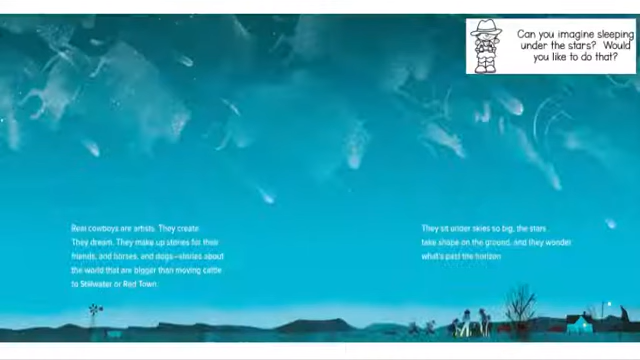 Can you imagine sleeping
under the stars? Would
you like to do that?
Real cowboys are artists. They create.
They dream. They make up stories for their
friends, and horses, and dogs—stories about
the world that are bigger than moving cattle
to Stillwater or Red Town.
They sit under skies so big, the stars
take shape on the ground, and they wonder
what's past the horizon.